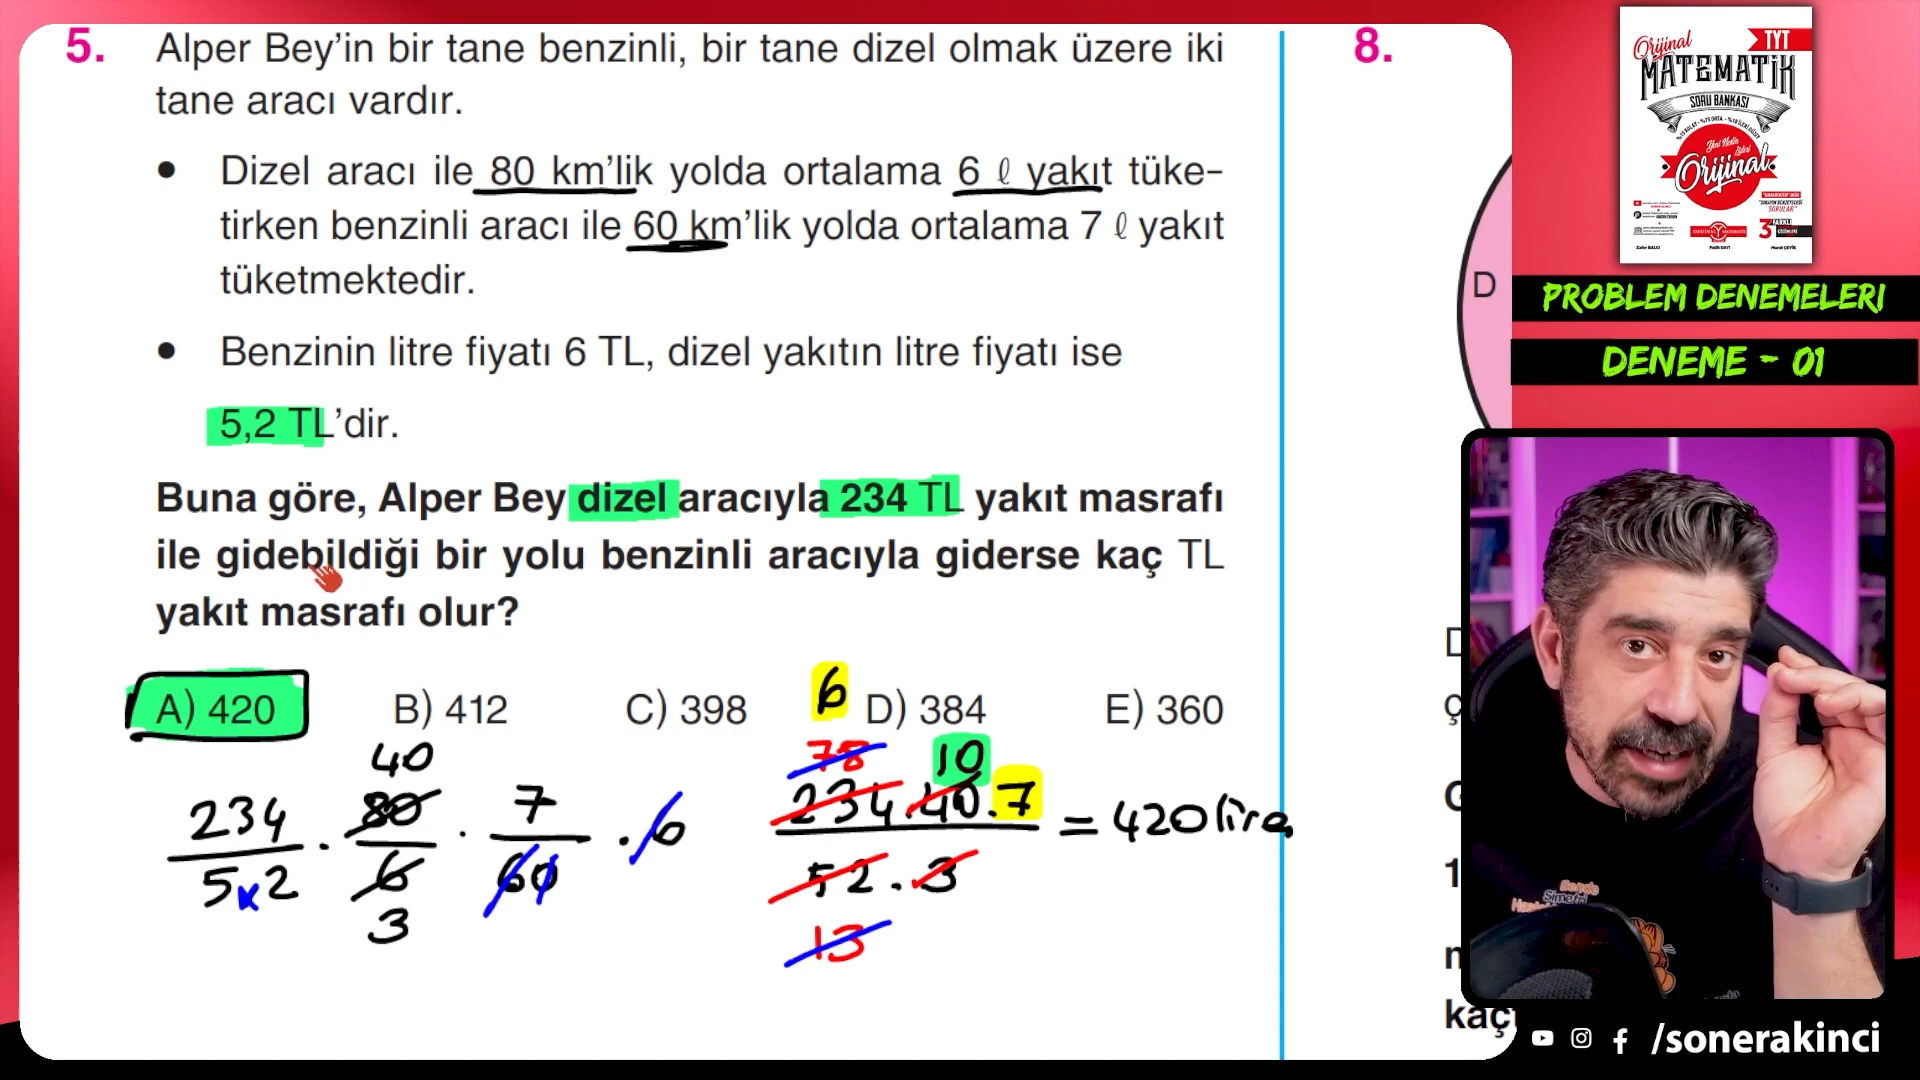 5. Alper Bey'in bir tane benzinli, bir tane dizel olmak üzere iki
tane aracı vardır.
• Dizel aracı ile 80 km'lik yolda ortalama 6 ℓ yakıt tüke-
tirken benzinli aracı ile 60 km'lik yolda ortalama 7 ℓ yakıt
tüketmektedir.
• Benzinin litre fiyatı 6 TL, dizel yakıtın litre fiyatı ise
5,2 TL'dir.
Buna göre, Alper Bey dizel aracıyla 234 TL yakıt masrafı
ile gidebildiği bir yolu benzinli aracıyla giderse kaç TL
yakıt masrafı olur?
A) 420 B) 412 C) 398 D) 384 E) 360
40
234 80 7
. . . 6
5,2 6 60
3
6
78 10
234.40.7
= 420 lira
52.3
13
8.
D
kaç
Orijinal
TYT
MATEMATİK
SORU BANKASI
Orijinal
PROBLEM DENEMELERİ
DENEME - 01
/sonerakinci